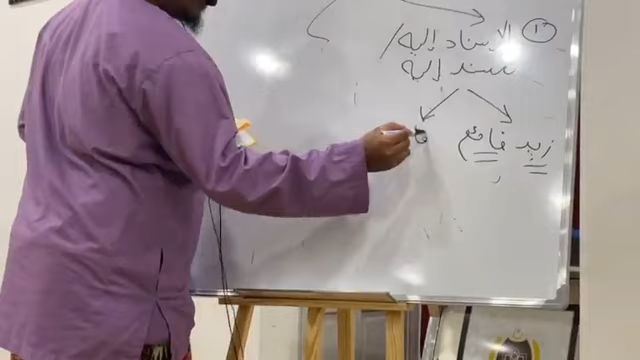 ① الإسناد إليه /
مسند إليه
زيد قائم